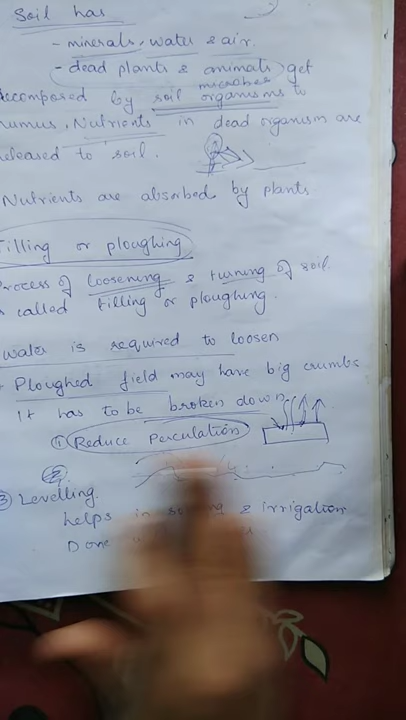 Soil has
- minerals, water & air.
- dead plants & animals get
decomposed by soil microbes organisms to
humus. Nutrients in dead organism are
released to soil.
Nutrients are absorbed by plants
Tilling or ploughing
Process of loosening & turning of soil
is called tilling or ploughing.
water is required to loosen
Ploughed field may have big crumbs
It has to be broken down
① Reduce Perculation
②
③ Levelling.
helps in & irrigation
Done